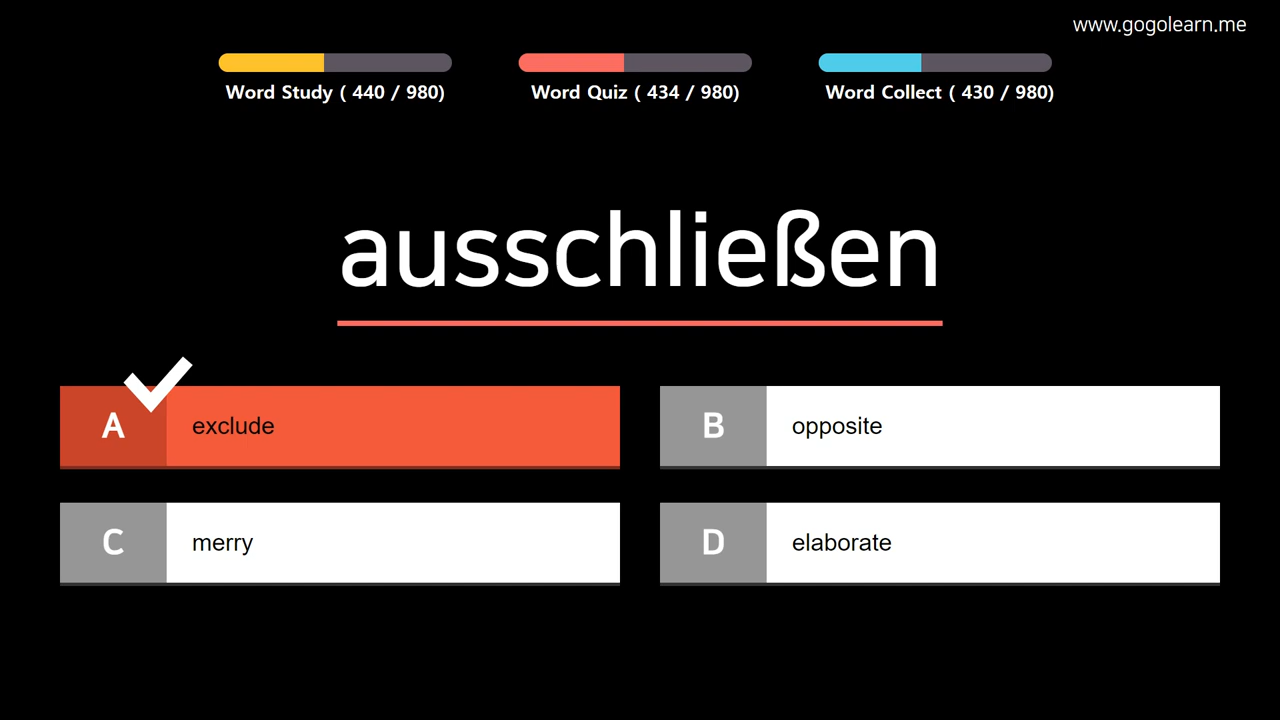 www.gogolearn.me
Word Study ( 440 / 980)
Word Quiz ( 434 / 980)
Word Collect ( 430 / 980)
ausschließen
A exclude
B opposite
C merry
D elaborate